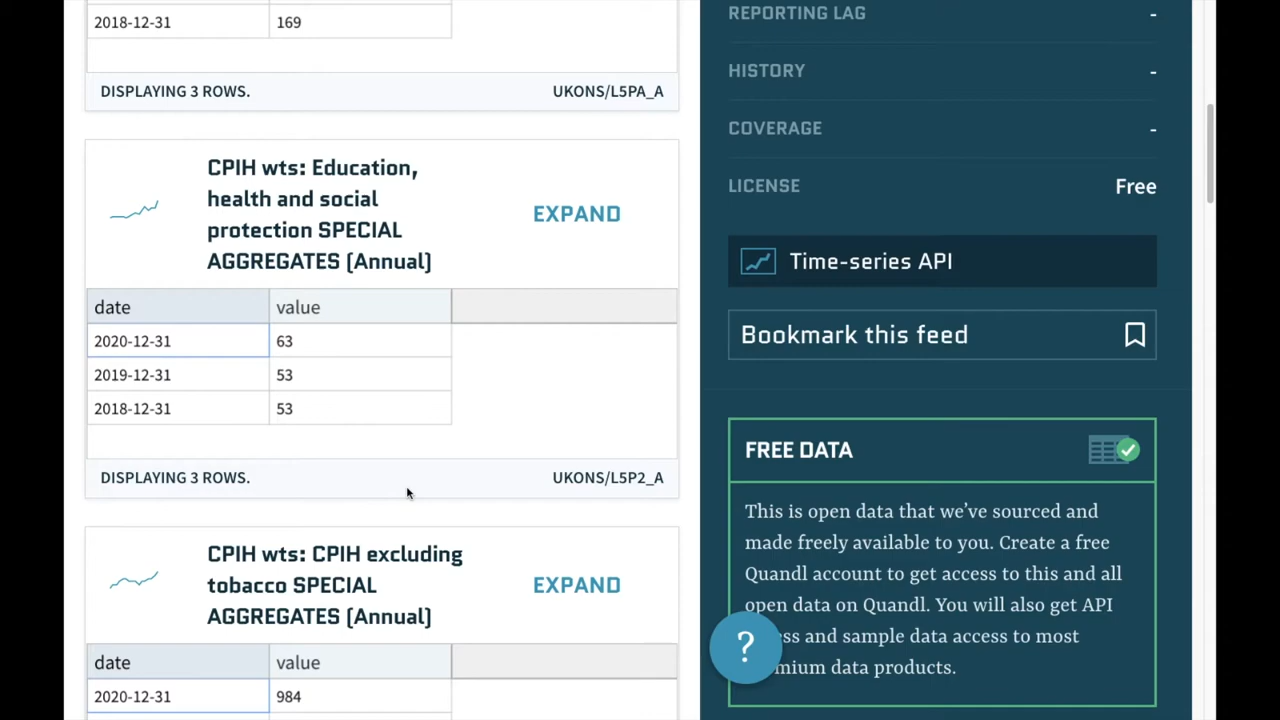 2018-12-31 169
DISPLAYING 3 ROWS. UKONS/L5PA_A
CPIH wts: Education,
health and social
protection SPECIAL
AGGREGATES (Annual)
EXPAND
date value
2020-12-31 63
2019-12-31 53
2018-12-31 53
DISPLAYING 3 ROWS. UKONS/L5P2_A
CPIH wts: CPIH excluding
tobacco SPECIAL
AGGREGATES (Annual)
EXPAND
date value
2020-12-31 984
REPORTING LAG -
HISTORY -
COVERAGE -
LICENSE Free
Time-series API
Bookmark this feed
FREE DATA
This is open data that we've sourced and
made freely available to you. Create a free
Quandl account to get access to this and all
open data on Quandl. You will also get API
and sample data access to most
data products.
?